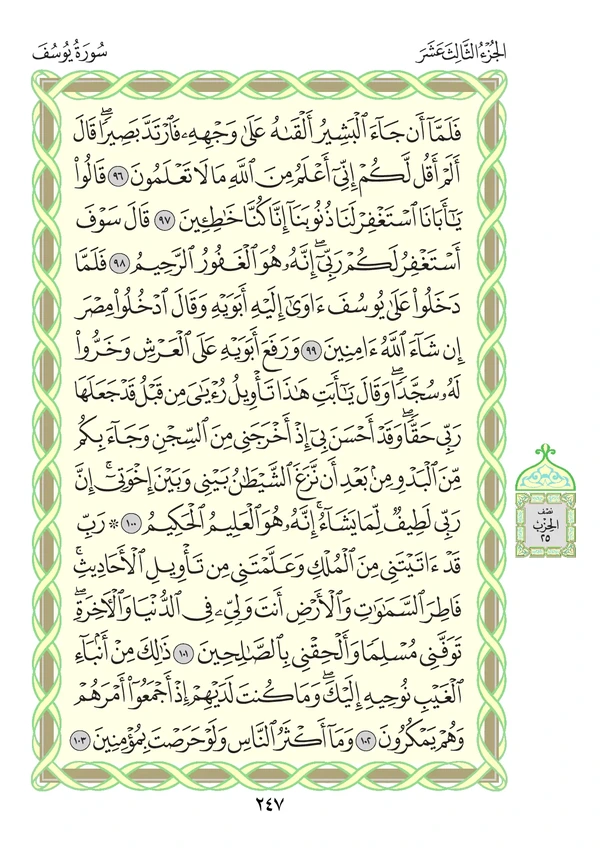 الجُزْءُ الثَّالِثَ عَشَرَ
سُورَةُ يُوسُفَ
فَلَمَّآ أَن جَآءَ ٱلْبَشِيرُ أَلْقَىٰهُ عَلَىٰ وَجْهِهِۦ فَٱرْتَدَّ بَصِيرًا ۖ قَالَ
أَلَمْ أَقُل لَّكُمْ إِنِّىٓ أَعْلَمُ مِنَ ٱللَّهِ مَا لَا تَعْلَمُونَ ٩٦ قَالُوا۟
يَـٰٓأَبَانَا ٱسْتَغْفِرْ لَنَا ذُنُوبَنَآ إِنَّا كُنَّا خَـٰطِـِٔينَ ٩٧ قَالَ سَوْفَ
أَسْتَغْفِرُ لَكُمْ رَبِّىٓ ۖ إِنَّهُۥ هُوَ ٱلْغَفُورُ ٱلرَّحِيمُ ٩٨ فَلَمَّا
دَخَلُوا۟ عَلَىٰ يُوسُفَ ءَاوَىٰٓ إِلَيْهِ أَبَوَيْهِ وَقَالَ ٱدْخُلُوا۟ مِصْرَ
إِن شَآءَ ٱللَّهُ ءَامِنِينَ ٩٩ وَرَفَعَ أَبَوَيْهِ عَلَى ٱلْعَرْشِ وَخَرُّوا۟
لَهُۥ سُجَّدًا ۖ وَقَالَ يَـٰٓأَبَتِ هَـٰذَا تَأْوِيلُ رُءْيَـٰىَ مِن قَبْلُ قَدْ جَعَلَهَا
رَبِّى حَقًّا ۖ وَقَدْ أَحْسَنَ بِىٓ إِذْ أَخْرَجَنِى مِنَ ٱلسِّجْنِ وَجَآءَ بِكُم
مِّنَ ٱلْبَدْوِ مِنۢ بَعْدِ أَن نَّزَغَ ٱلشَّيْطَـٰنُ بَيْنِى وَبَيْنَ إِخْوَتِىٓ ۚ إِنَّ
رَبِّى لَطِيفٌ لِّمَا يَشَآءُ ۚ إِنَّهُۥ هُوَ ٱلْعَلِيمُ ٱلْحَكِيمُ ١٠٠ ۞ رَبِّ
قَدْ ءَاتَيْتَنِى مِنَ ٱلْمُلْكِ وَعَلَّمْتَنِى مِن تَأْوِيلِ ٱلْأَحَادِيثِ ۚ
فَاطِرَ ٱلسَّمَـٰوَٰتِ وَٱلْأَرْضِ أَنتَ وَلِىِّۦ فِى ٱلدُّنْيَا وَٱلْـَٔاخِرَةِ ۖ
تَوَفَّنِى مُسْلِمًا وَأَلْحِقْنِى بِٱلصَّـٰلِحِينَ ١٠١ ذَٰلِكَ مِنْ أَنۢبَآءِ
ٱلْغَيْبِ نُوحِيهِ إِلَيْكَ ۖ وَمَا كُنتَ لَدَيْهِمْ إِذْ أَجْمَعُوٓا۟ أَمْرَهُمْ
وَهُمْ يَمْكُرُونَ ١٠٢ وَمَآ أَكْثَرُ ٱلنَّاسِ وَلَوْ حَرَصْتَ بِمُؤْمِنِينَ ١٠٣
نصف
الحزب
٢٥
٢٤٧